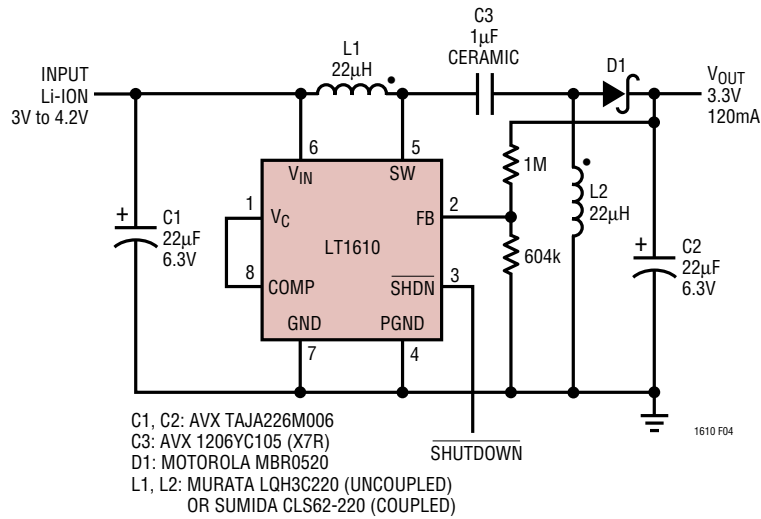 C3
1µF
CERAMIC
L1
22µH
D1
INPUT
Li-ION
3V to 4.2V
VOUT
3.3V
120mA
6
5
VIN
SW
1M
1
VC
2
FB
L2
22µH
C1
22µF
6.3V
+
LT1610
604k
+
C2
22µF
6.3V
8
COMP
3
SHDN
GND
PGND
7
4
C1, C2: AVX TAJA226M006
C3: AVX 1206YC105 (X7R)
D1: MOTOROLA MBR0520
L1, L2: MURATA LQH3C220 (UNCOUPLED)
OR SUMIDA CLS62-220 (COUPLED)
SHUTDOWN
1610 F04